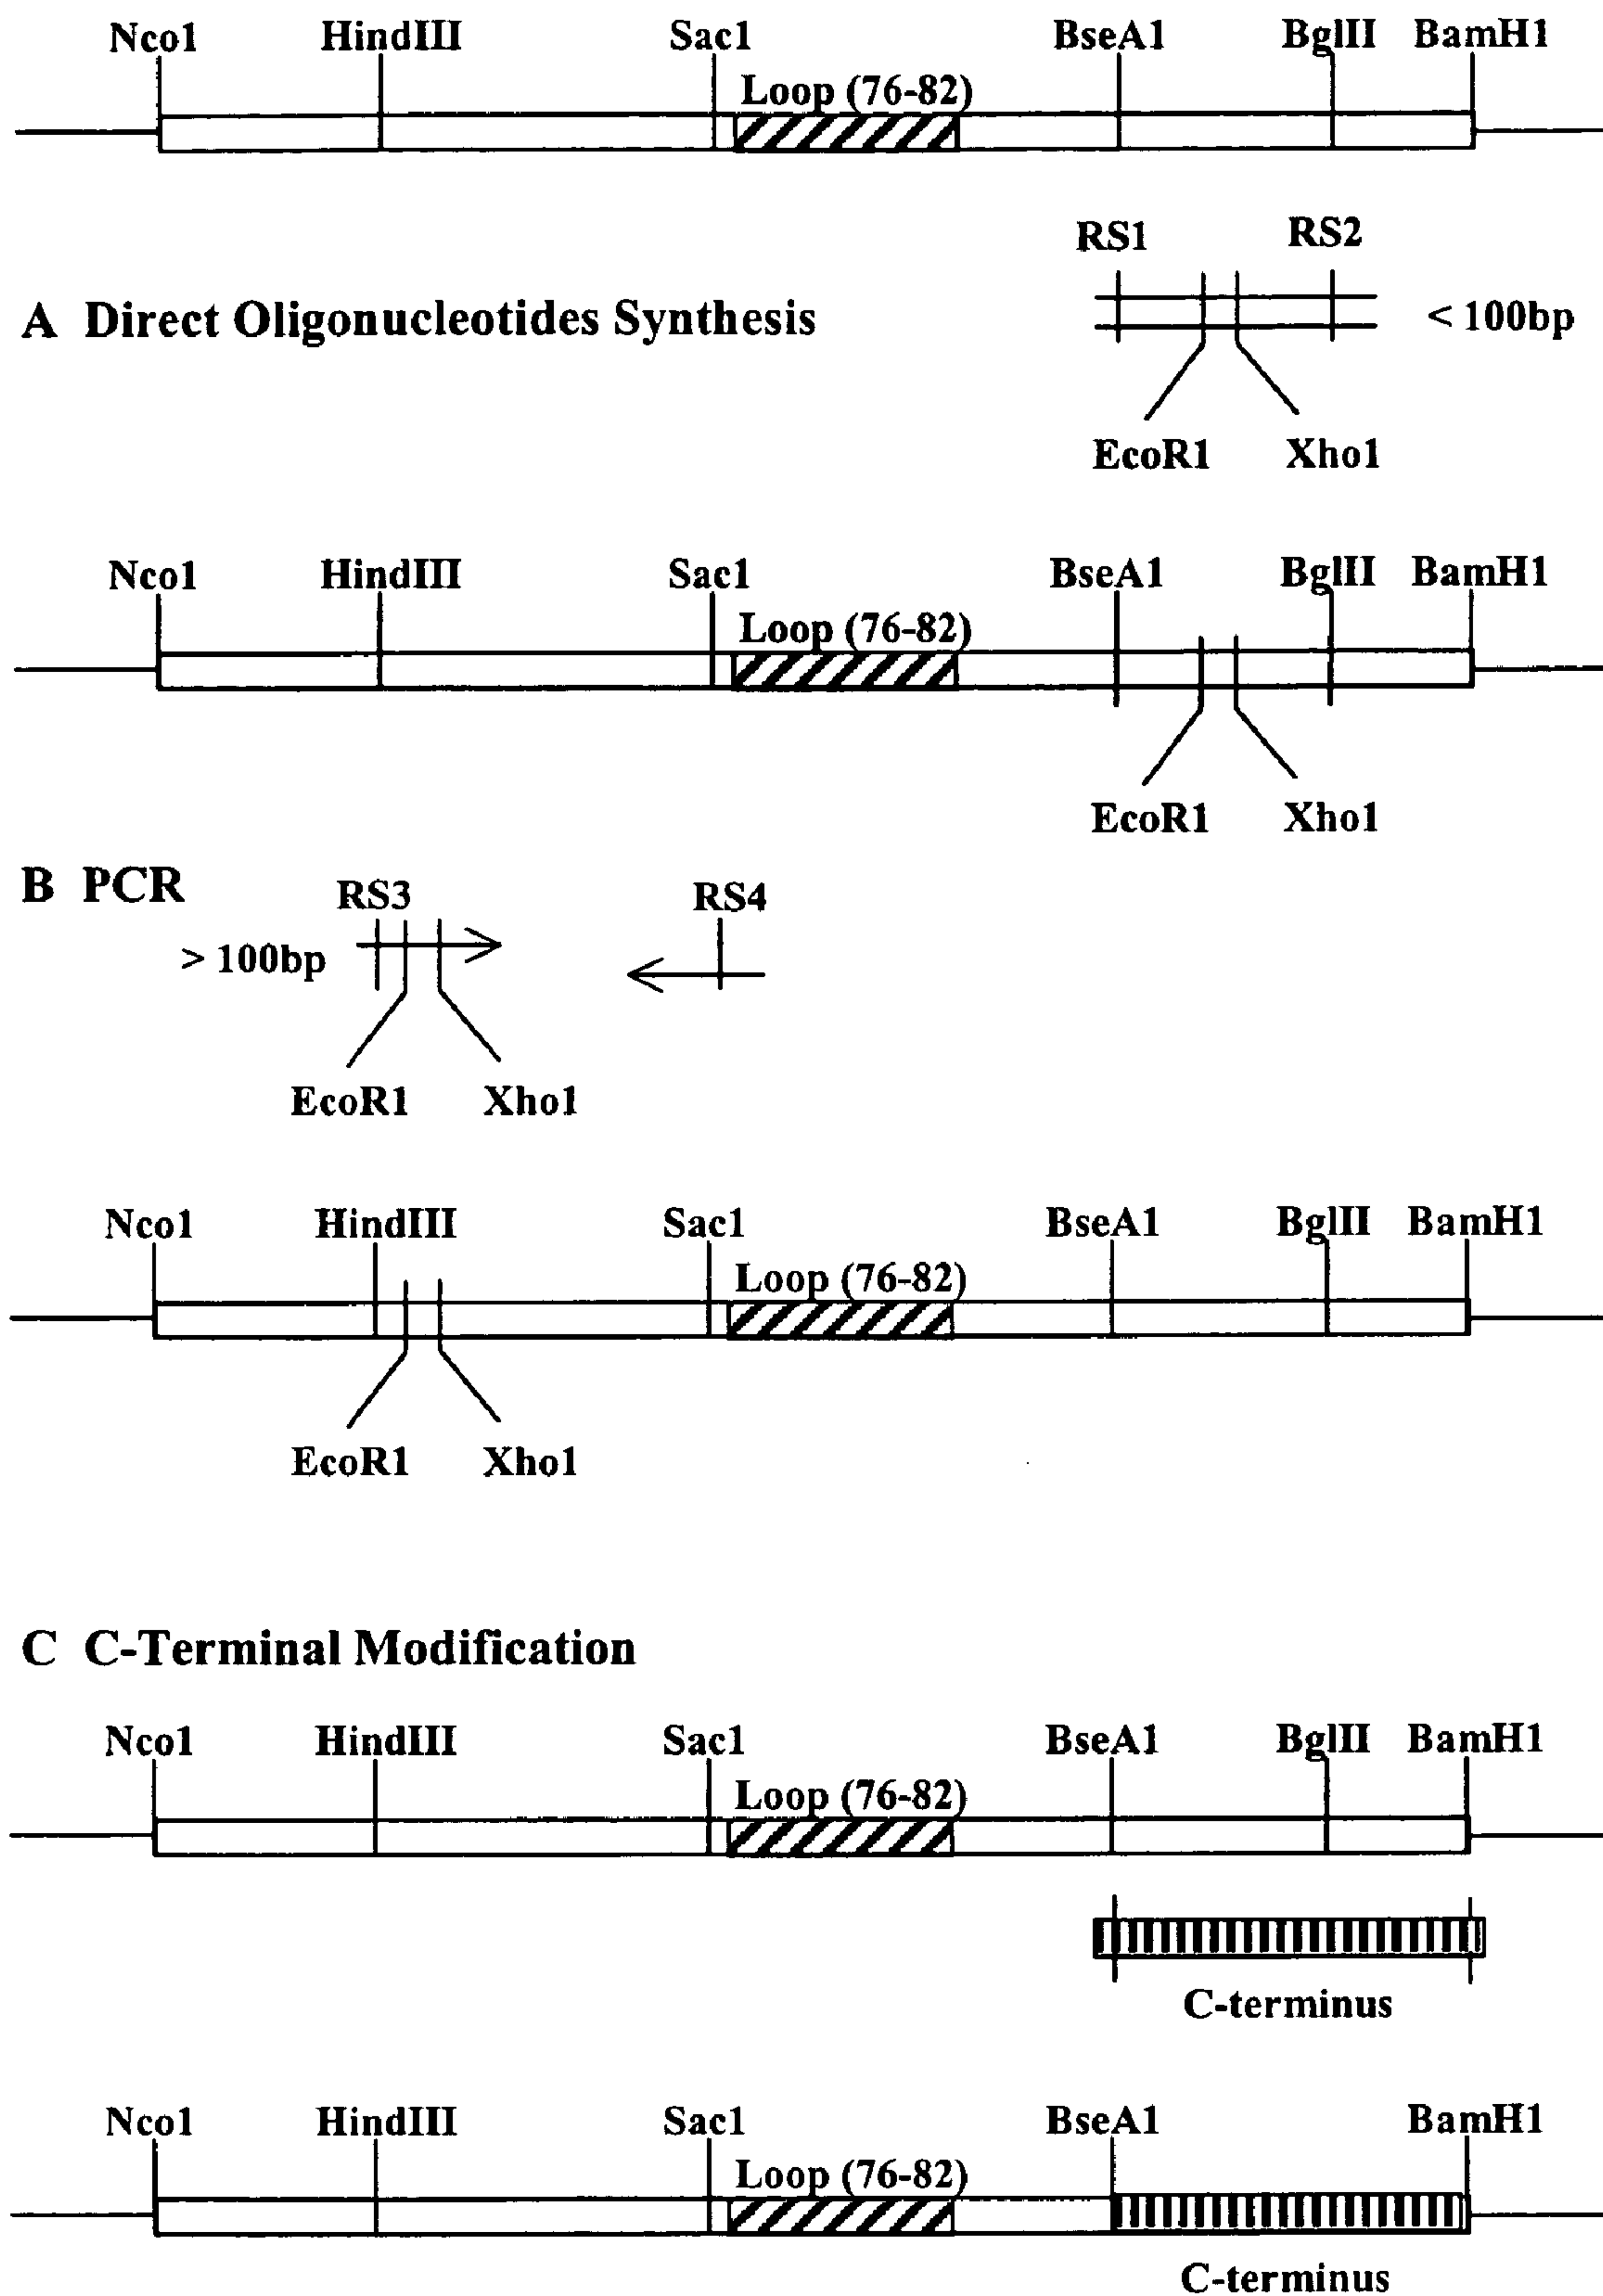 Nco1 HindIII Sac1 BseA1 BglII BamH1
Loop (76-82)
RS1 RS2
A Direct Oligonucleotides Synthesis < 100bp
EcoR1 Xho1
Nco1 HindIII Sac1 BseA1 BglII BamH1
Loop (76-82)
EcoR1 Xho1
B PCR
RS3 RS4
> 100bp
EcoR1 Xho1
Nco1 HindIII Sac1 BseA1 BglII BamH1
Loop (76-82)
EcoR1 Xho1
C C-Terminal Modification
Nco1 HindIII Sac1 BseA1 BglII BamH1
Loop (76-82)
C-terminus
Nco1 HindIII Sac1 BseA1 BamH1
Loop (76-82)
C-terminus